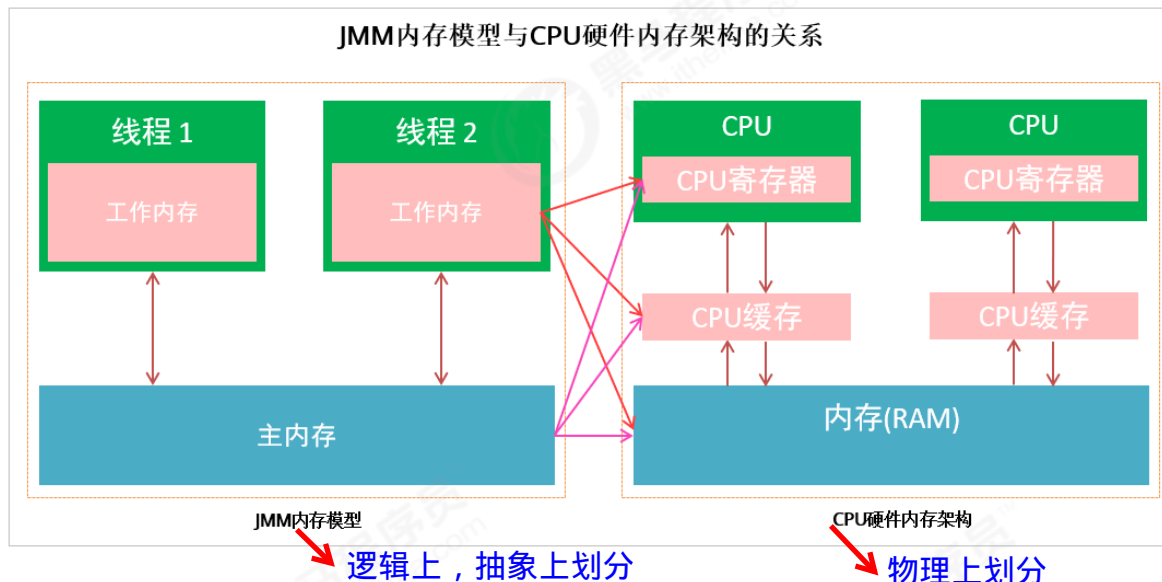 JMM内存模型与CPU硬件内存架构的关系
线程 1
线程 2
工作内存
工作内存
主内存
CPU
CPU
CPU寄存器
CPU寄存器
CPU缓存
CPU缓存
内存(RAM)
JMM内存模型
CPU硬件内存架构
逻辑上，抽象上划分
物理上划分